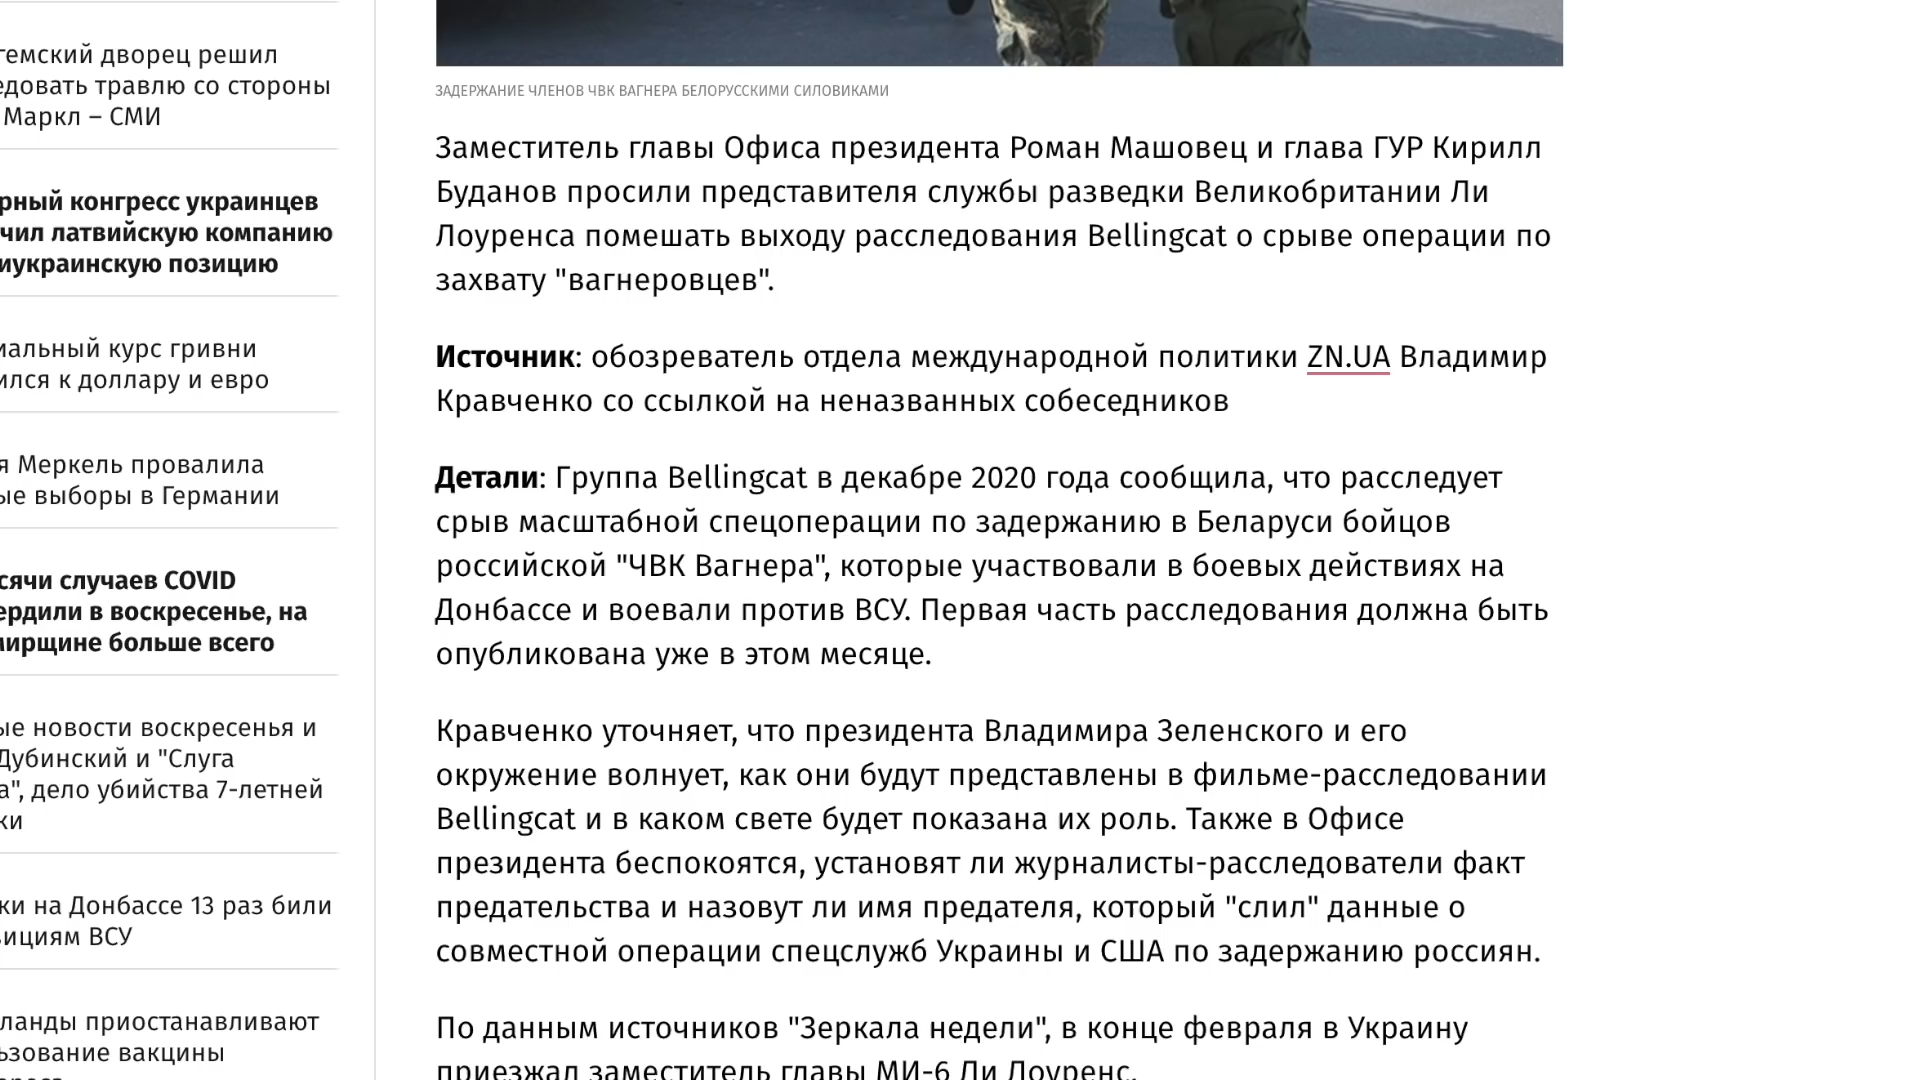 гемский дворец решил
едовать травлю со стороны
Маркл – СМИ
рный конгресс украинцев
чил латвийскую компанию
иукраинскую позицию
иальный курс гривни
ился к доллару и евро
я Меркель провалила
ые выборы в Германии
сячи случаев COVID
ердили в воскресенье, на
мирщине больше всего
ые новости воскресенья и
Дубинский и "Слуга
а", дело убийства 7-летней
ки
ки на Донбассе 13 раз били
зициям ВСУ
ланды приостанавливают
ьзование вакцины
ЗАДЕРЖАНИЕ ЧЛЕНОВ ЧВК ВАГНЕРА БЕЛОРУССКИМИ СИЛОВИКАМИ
Заместитель главы Офиса президента Роман Машовец и глава ГУР Кирилл
Буданов просили представителя службы разведки Великобритании Ли
Лоуренса помешать выходу расследования Bellingcat о срыве операции по
захвату "вагнеровцев".
Источник: обозреватель отдела международной политики ZN.UA Владимир
Кравченко со ссылкой на неназванных собеседников
Детали: Группа Bellingcat в декабре 2020 года сообщила, что расследует
срыв масштабной спецоперации по задержанию в Беларуси бойцов
российской "ЧВК Вагнера", которые участвовали в боевых действиях на
Донбассе и воевали против ВСУ. Первая часть расследования должна быть
опубликована уже в этом месяце.
Кравченко уточняет, что президента Владимира Зеленского и его
окружение волнует, как они будут представлены в фильме-расследовании
Bellingcat и в каком свете будет показана их роль. Также в Офисе
президента беспокоятся, установят ли журналисты-расследователи факт
предательства и назовут ли имя предателя, который "слил" данные о
совместной операции спецслужб Украины и США по задержанию россиян.
По данным источников "Зеркала недели", в конце февраля в Украину
приезжал заместитель главы МИ-6 Ли Лоуренс.